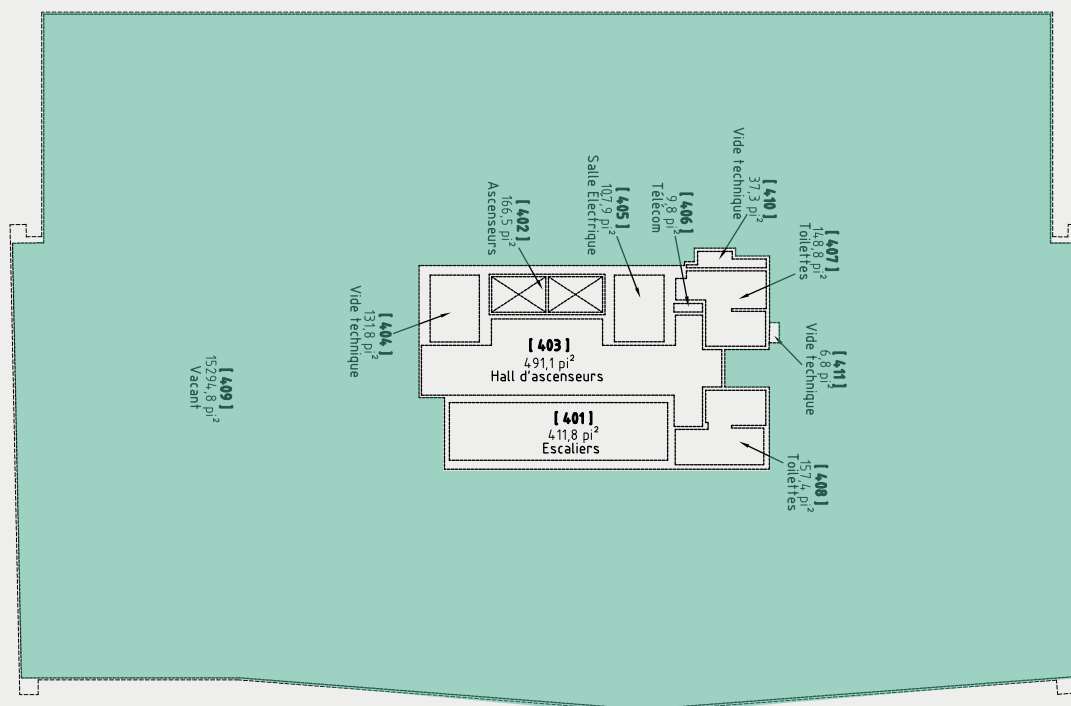 [ 410 ]
37,3 pi²
Vide technique
[ 406 ]
9,8 pi²
Télécom
[ 405 ]
107,9 pi²
Salle Électrique
[ 402 ]
166,5 pi²
Ascenseurs
[ 407 ]
148,8 pi²
Toilettes
[ 404 ]
131,8 pi²
Vide technique
[ 403 ]
491,1 pi²
Hall d'ascenseurs
[ 411 ]
6,8 pi²
Vide technique
[ 409 ]
15294,8 pi²
Vacant
[ 401 ]
411,8 pi²
Escaliers
[ 408 ]
157,4 pi²
Toilettes